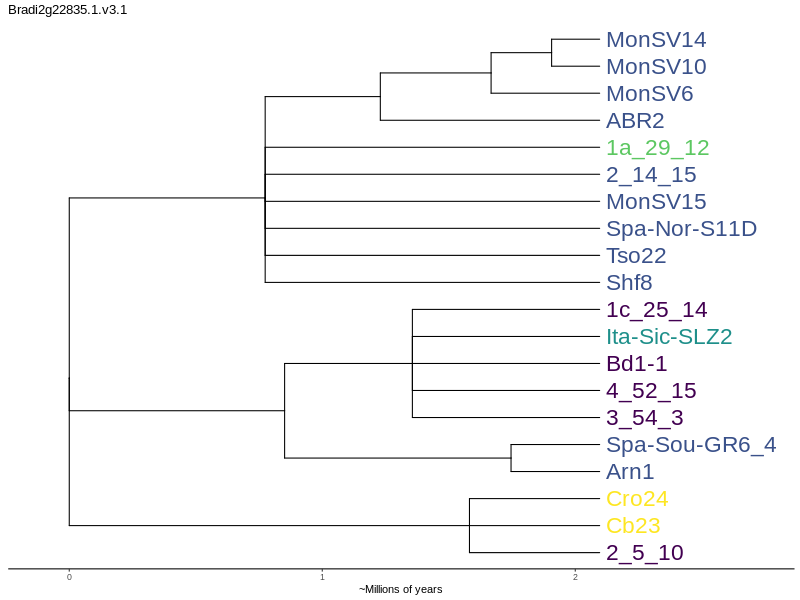 Bradi2g22835.1.v3.1
MonSV14
MonSV10
MonSV6
ABR2
1a_29_12
2_14_15
MonSV15
Spa-Nor-S11D
Tso22
Shf8
1c_25_14
Ita-Sic-SLZ2
Bd1-1
4_52_15
3_54_3
Spa-Sou-GR6_4
Arn1
Cro24
Cb23
2_5_10
0 1 2
~Millions of years